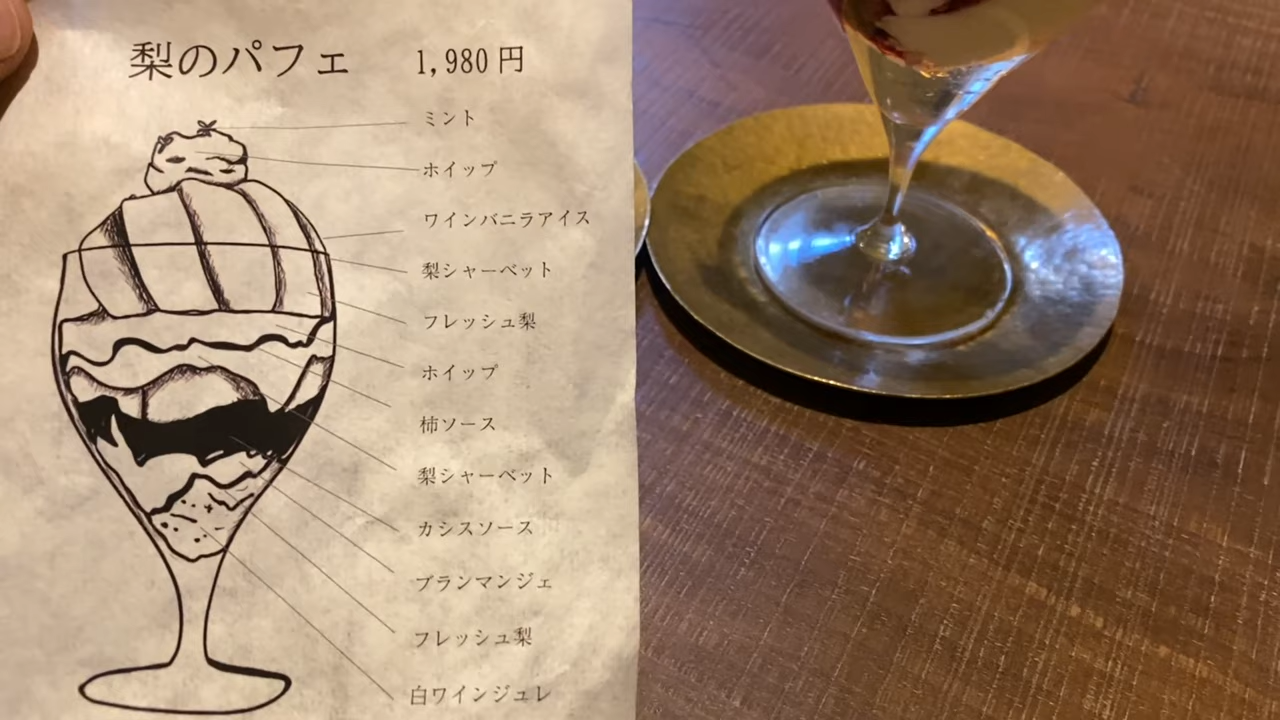 梨のパフェ 1,980円
ミント
ホイップ
ワインバニラアイス
梨シャーベット
フレッシュ梨
ホイップ
柿ソース
梨シャーベット
カシスソース
ブランマンジェ
フレッシュ梨
白ワインジュレ